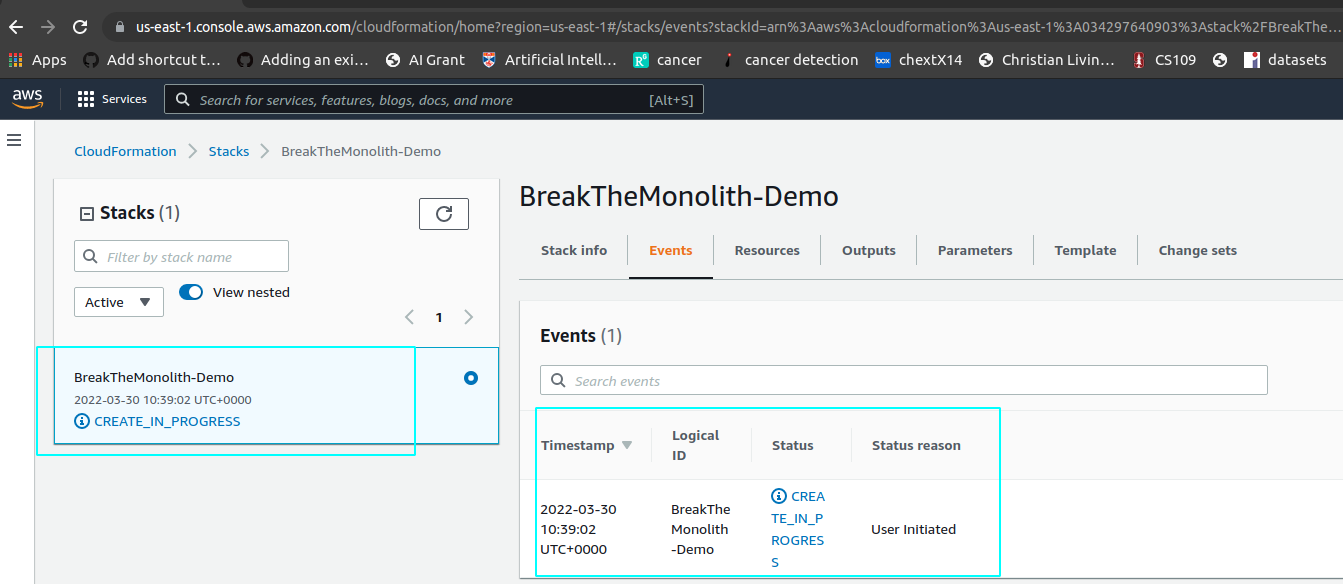 us-east-1.console.aws.amazon.com/cloudformation/home?region=us-east-1#/stacks/events?stackId=arn%3Aaws%3Acloudformation%3Aus-east-1%3A034297640903%3Astack%2FBreakThe...
Apps Add shortcut t... Adding an exi... AI Grant Artificial Intell... cancer cancer detection chextX14 Christian Livin... CS109 datasets
aws Services Search for services, features, blogs, docs, and more [Alt+S]
CloudFormation Stacks BreakTheMonolith-Demo
Stacks (1)
Filter by stack name
Active View nested
1
BreakTheMonolith-Demo
2022-03-30 10:39:02 UTC+0000
CREATE_IN_PROGRESS
BreakTheMonolith-Demo
Stack info Events Resources Outputs Parameters Template Change sets
Events (1)
Search events
Timestamp Logical ID Status Status reason
2022-03-30
10:39:02
UTC+0000
BreakThe
Monolith
-Demo
CREA
TE_IN_P
ROGRES
S
User Initiated